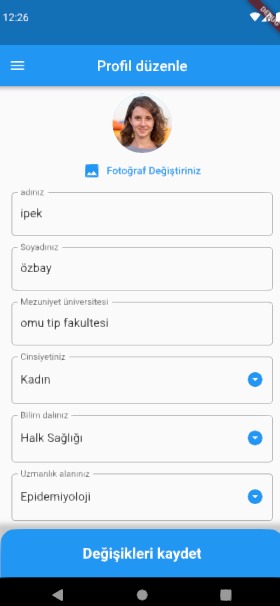 12:26
DEBUG
Profil düzenle
Fotoğraf Değiştiriniz
adınız
ipek
Soyadınız
özbay
Mezuniyet üniversitesi
omu tip fakultesi
Cinsiyetiniz
Kadın
Bilim dalınız
Halk Sağlığı
Uzmanlık alanınız
Epidemiyoloji
Değişikleri kaydet